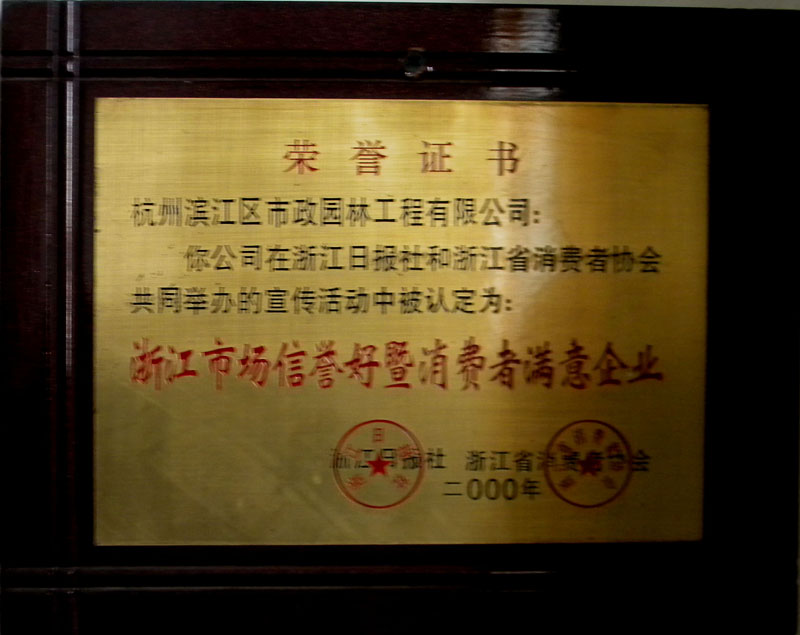 荣誉证书
杭州滨江区市政园林工程有限公司:
你公司在浙江日报社和浙江省消费者协会
共同举办的宣传活动中被认定为:
浙江市场信誉好暨消费者满意企业
浙江日报社 浙江省消费者协会
二000年